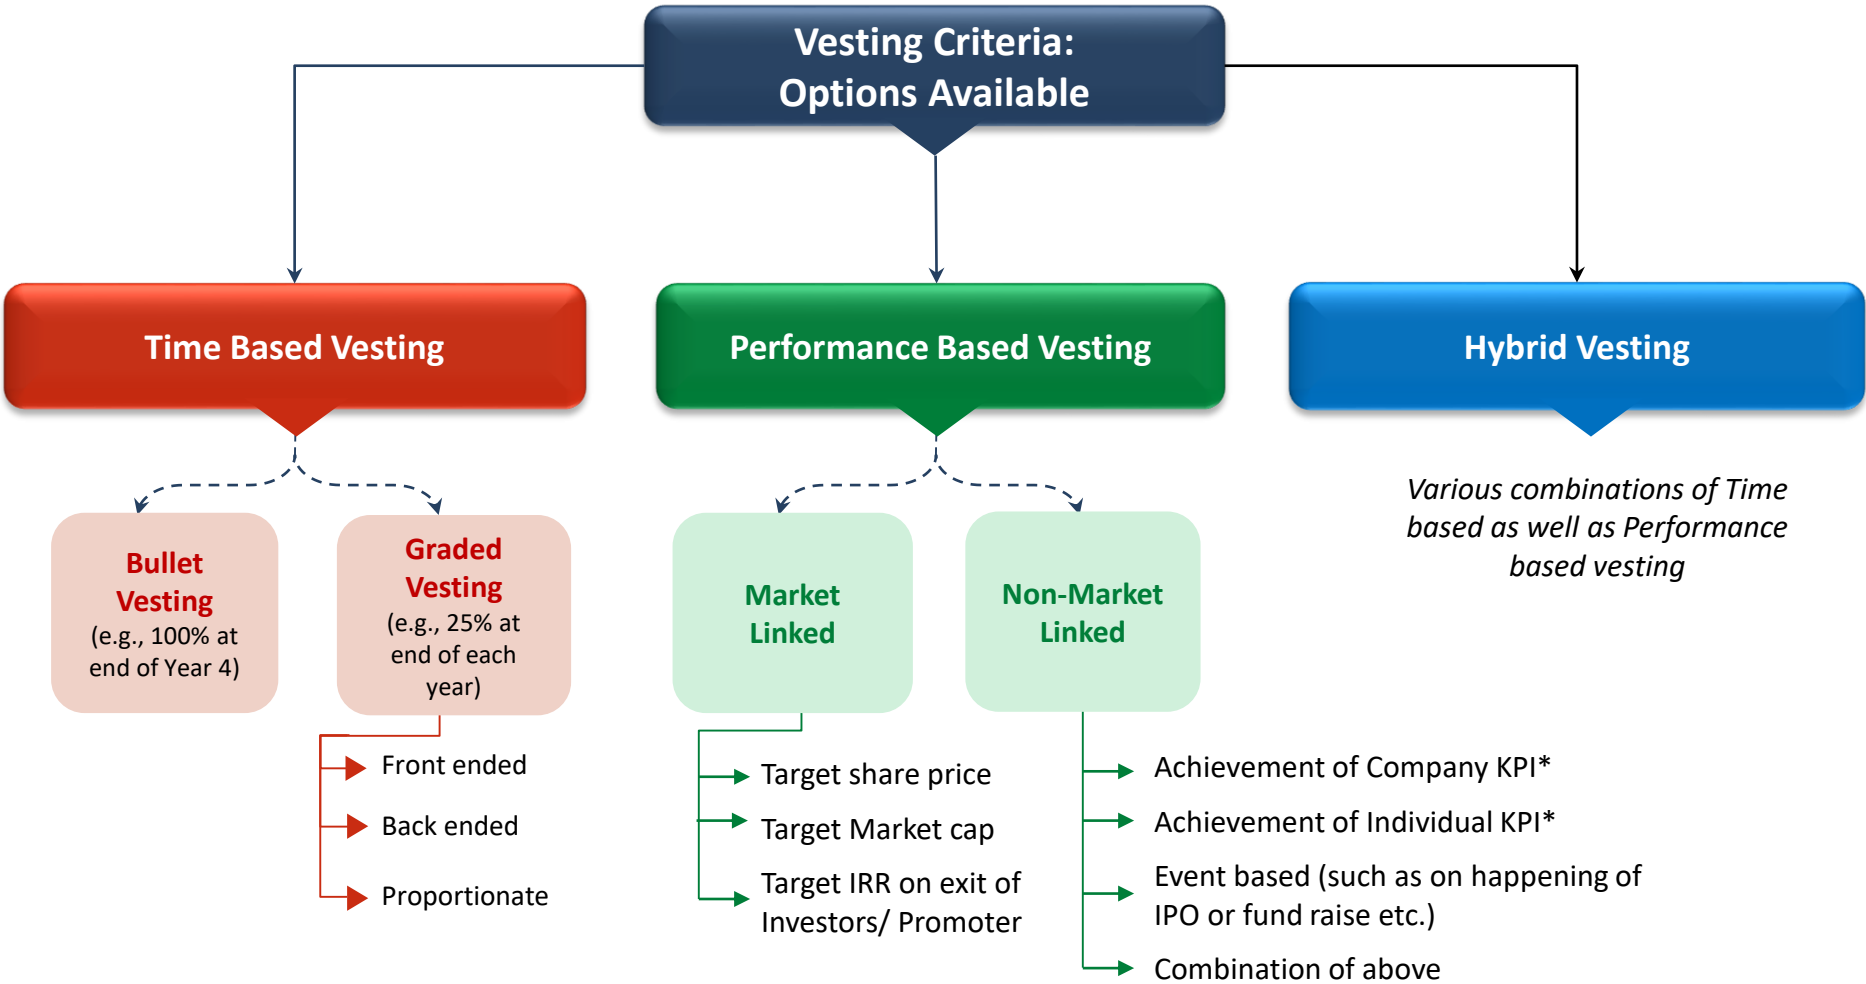 Vesting Criteria:
Options Available
Time Based Vesting
Performance Based Vesting
Hybrid Vesting
Bullet
Vesting
(e.g., 100% at
end of Year 4)
Graded
Vesting
(e.g., 25% at
end of each
year)
Front ended
Back ended
Proportionate
Market
Linked
Target share price
Target Market cap
Target IRR on exit of
Investors/ Promoter
Non-Market
Linked
Achievement of Company KPI*
Achievement of Individual KPI*
Event based (such as on happening of
IPO or fund raise etc.)
Combination of above
Various combinations of Time
based as well as Performance
based vesting